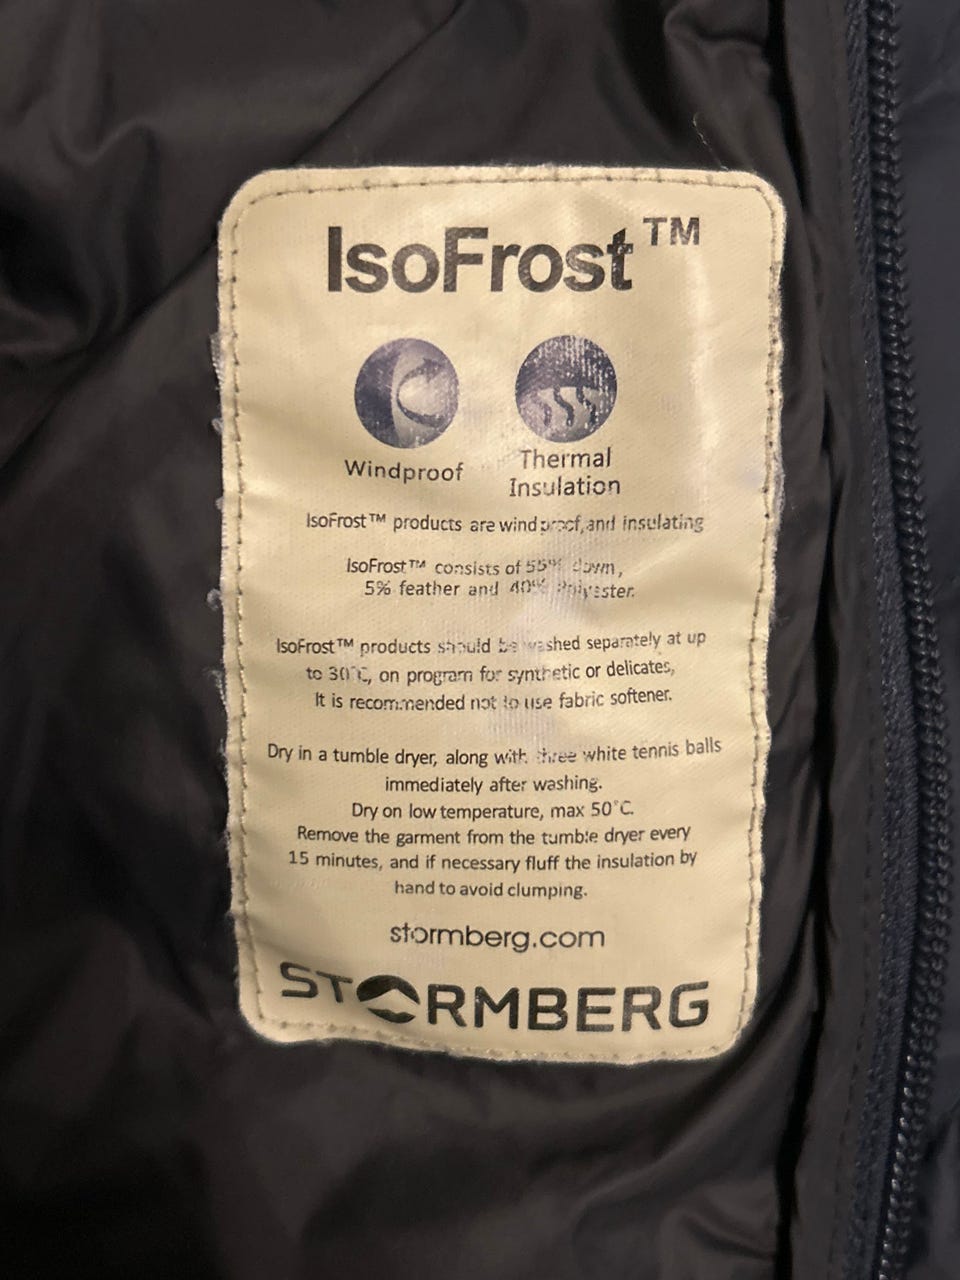 IsoFrost™
Windproof
Thermal
Insulation
IsoFrost™ products are windproof, and insulating
IsoFrost™ consists of 55% down,
5% feather and 40% Polyester.
IsoFrost™ products should be washed separately at up
to 30°C, on program for synthetic or delicates,
It is recommended not to use fabric softener.
Dry in a tumble dryer, along with three white tennis balls
immediately after washing.
Dry on low temperature, max 50°C.
Remove the garment from the tumble dryer every
15 minutes, and if necessary fluff the insulation by
hand to avoid clumping.
stormberg.com
STORMBERG